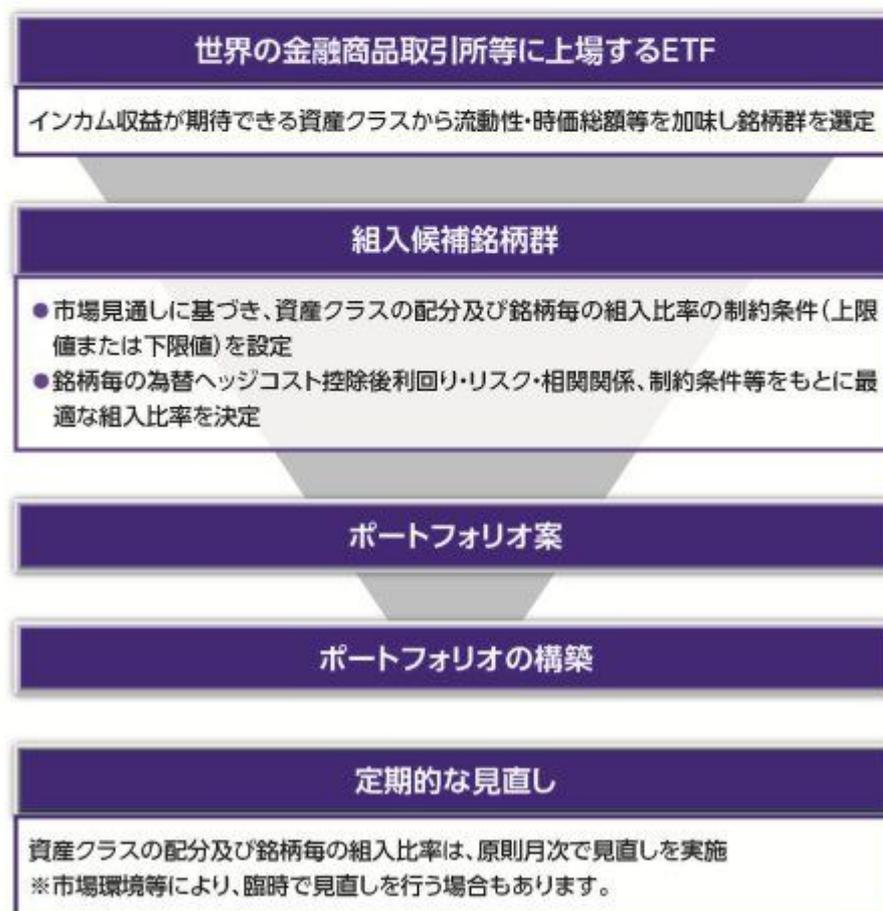 世界の金融商品取引所等に上場するETF
インカム収益が期待できる資産クラスから流動性・時価総額等を加味し銘柄群を選定
組入候補銘柄群
●市場見通しに基づき、資産クラスの配分及び銘柄毎の組入比率の制約条件(上限
値または下限値)を設定
●銘柄毎の為替ヘッジコスト控除後利回り・リスク・相関関係、制約条件等をもとに最
適な組入比率を決定
ポートフォリオ案
ポートフォリオの構築
定期的な見直し
資産クラスの配分及び銘柄毎の組入比率は、原則月次で見直しを実施
※市場環境等により、臨時で見直しを行う場合もあります。